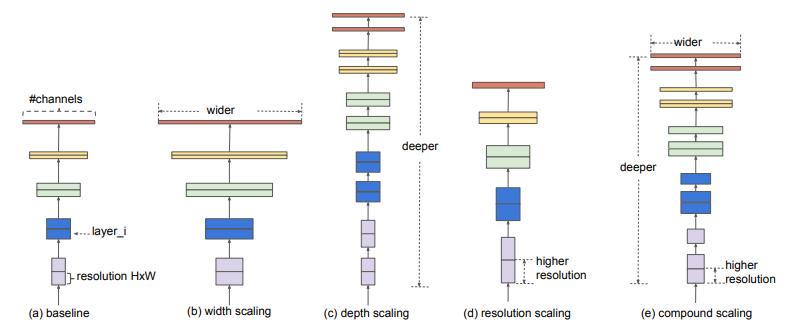 #channels
layer_i
resolution HxW
(a) baseline
wider
(b) width scaling
deeper
(c) depth scaling
higher
resolution
(d) resolution scaling
wider
deeper
higher
resolution
(e) compound scaling